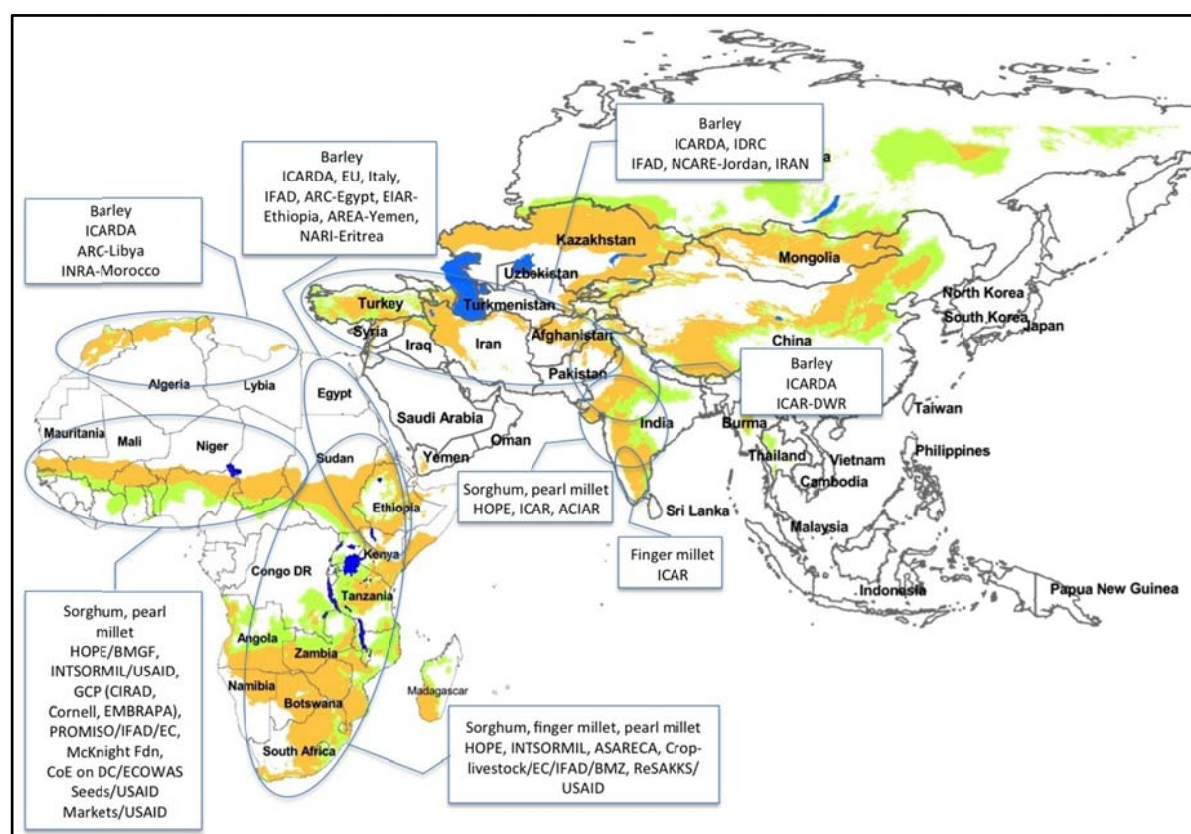 Barley
ICARDA, IDRC
IFAD, NCARE-Jordan, IRAN
Barley
ICARDA, EU, Italy,
IFAD, ARC-Egypt, EIAR-
Ethiopia, AREA-Yemen,
NARI-Eritrea
Barley
ICARDA
ARC-Libya
INRA-Morocco
Kazakhstan
Mongolia
Uzbekistan
North Korea
Turkey
Turkmenistan
South Korea
Japan
Syria
Afghanistan
China
Iraq
Iran
Barley
ICARDA
ICAR-DWR
Pakistan
Algeria
Lybia
Egypt
Saudi Arabia
India
Burma
Taiwan
Mauritania
Mali
Niger
Oman
Yemen
Sudan
Thailand
Vietnam
Philippines
Cambodia
Sorghum, pearl millet
HOPE, ICAR, ACIAR
Ethiopia
Sri Lanka
Malaysia
Finger millet
ICAR
Kenya
Congo DR
Tanzania
Indonesia
Papua New Guinea
Angola
Zambia
Namibia
Botswana
Madagascar
South Africa
Sorghum, pearl
millet
HOPE/BMGF,
INTSORMIL/USAID,
GCP (CIRAD,
Cornell, EMBRAPA),
PROMISO/IFAD/EC,
McKnight Fdn,
CoE on DC/ECOWAS
Seeds/USAID
Markets/USAID
Sorghum, finger millet, pearl millet
HOPE, INTSORMIL, ASARECA, Crop-
livestock/EC/IFAD/BMZ, ReSAKKS/
USAID